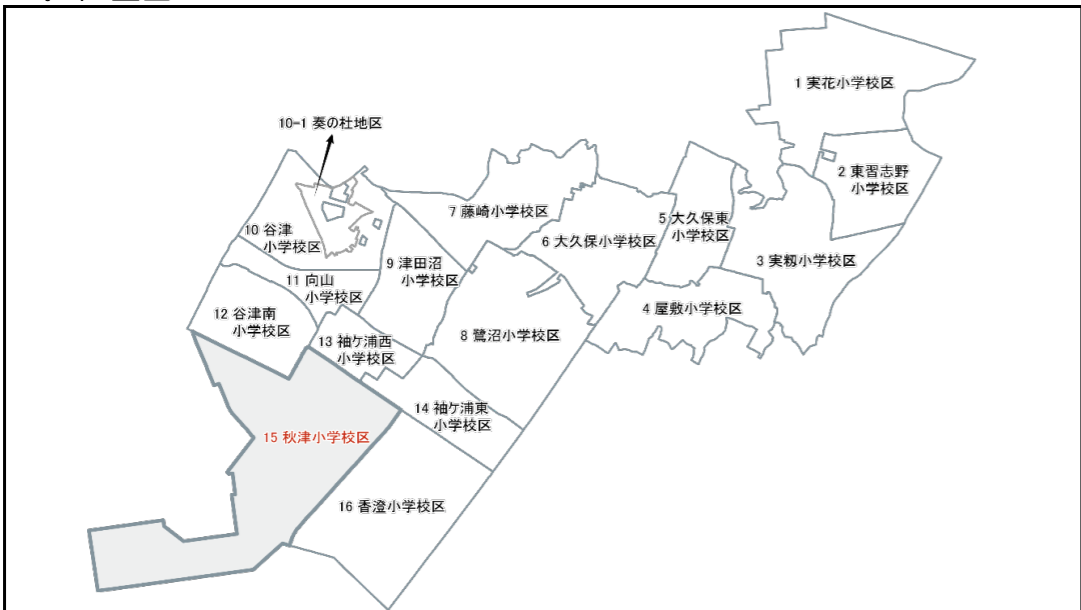 1 実花小学校区
10-1 奏の杜地区
2 東習志野
小学校区
7 藤崎小学校区
5 大久保東
小学校区
10 谷津
小学校区
6 大久保小学校区
9 津田沼
小学校区
3 実籾小学校区
11 向山
小学校区
12 谷津南
小学校区
4 屋敷小学校区
8 鷺沼小学校区
13 袖ケ浦西
小学校区
14 袖ケ浦東
小学校区
15 秋津小学校区
16 香澄小学校区